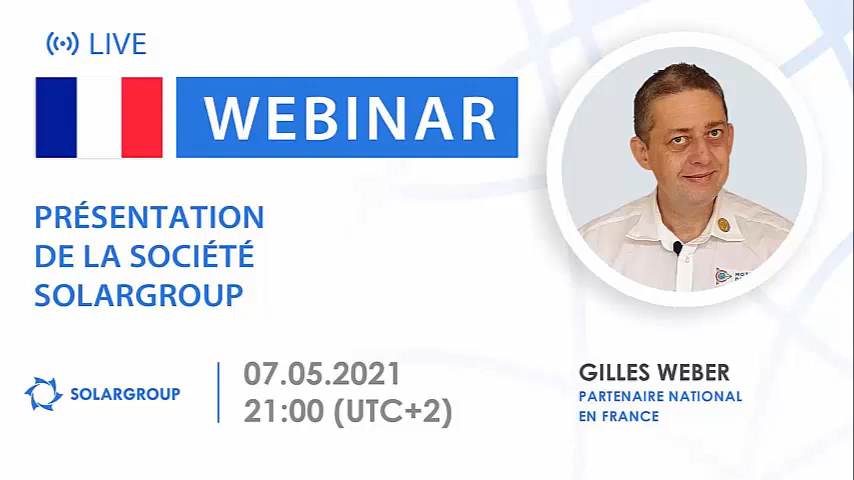 LIVE
WEBINAR
PRÉSENTATION
DE LA SOCIÉTÉ
SOLARGROUP
SOLARGROUP
07.05.2021
21:00 (UTC+2)
GILLES WEBER
PARTENAIRE NATIONAL
EN FRANCE